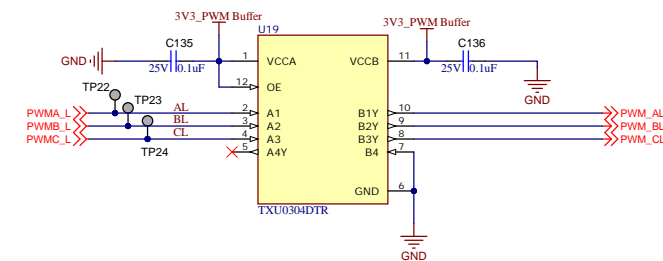 3V3_PWM Buffer
3V3_PWM Buffer
U19
C135
C136
GND
25V 0.1uF
1 VCCA
VCCB 11
25V 0.1uF
12 OE
GND
TP22
TP23
PWMA_L AL 2 A1
B1Y 10 PWM_AL
PWMB_L BL 3 A2
B2Y 9 PWM_BL
PWMC_L CL 4 A3
B3Y 8 PWM_CL
TP24
5 A4Y
B4 7
GND 6
TXU0304DTR
GND